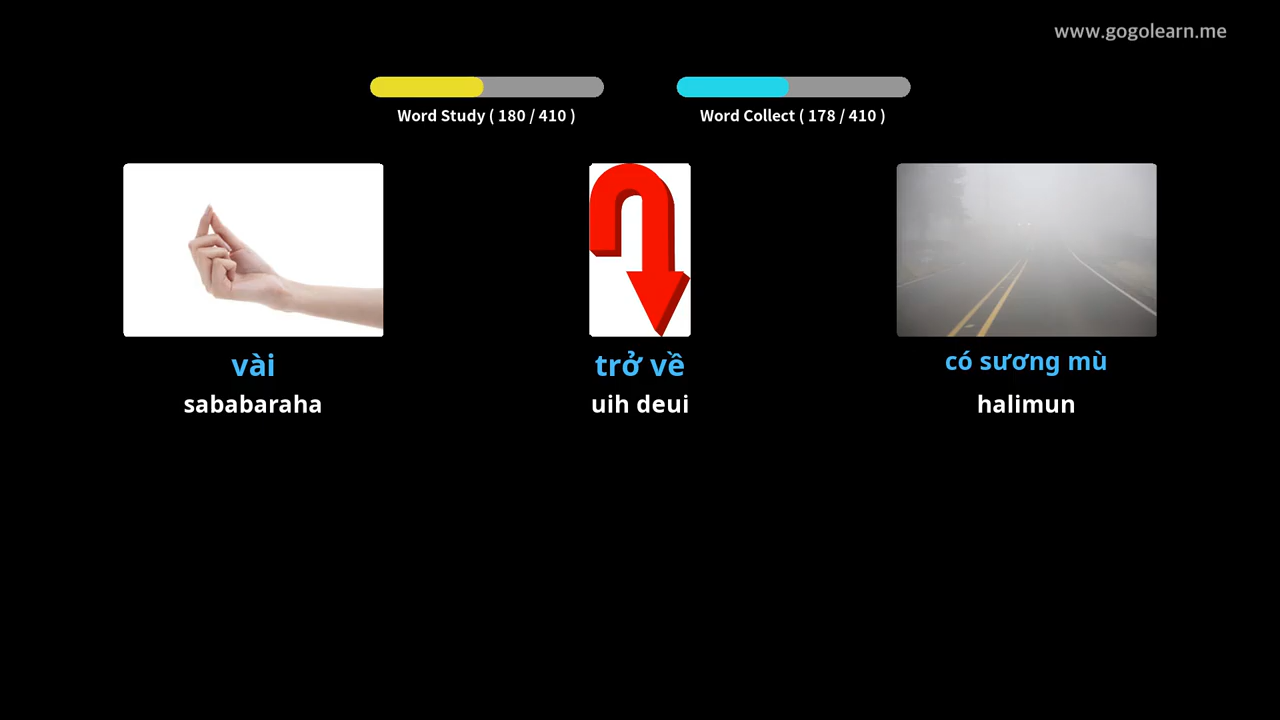 www.gogolearn.me
Word Study ( 180 / 410 )
Word Collect ( 178 / 410 )
vài
trở về
có sương mù
sababaraha
uih deui
halimun